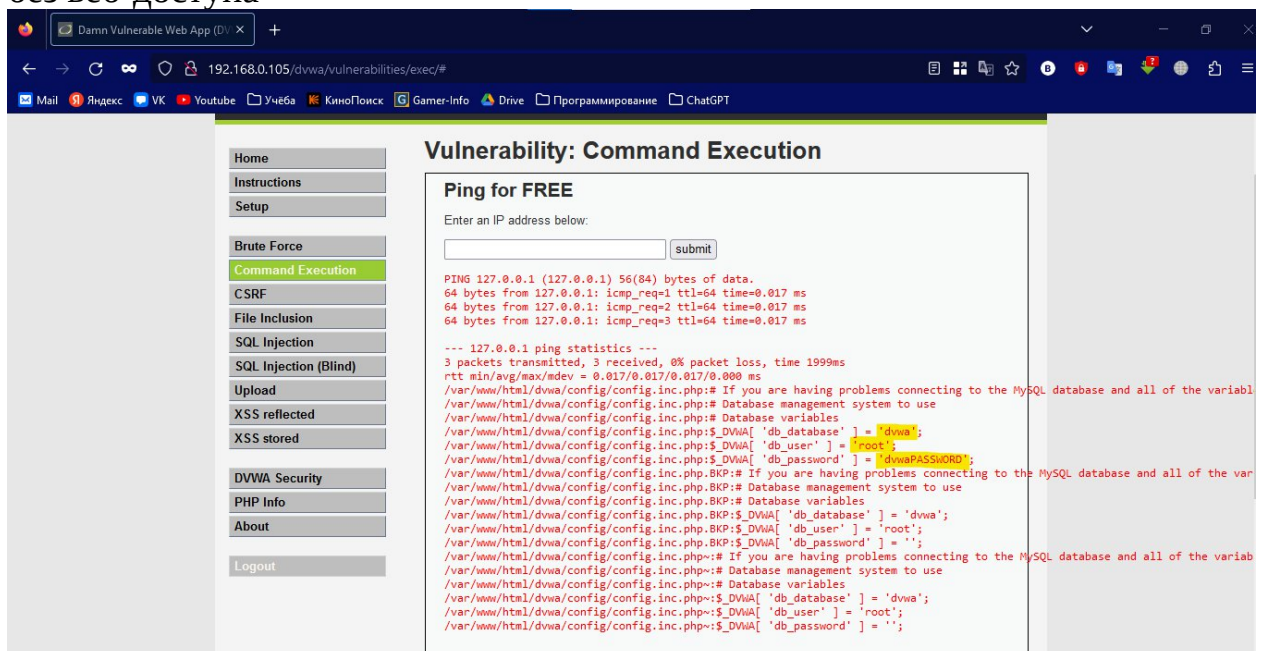 без веб-доступа
Damn Vulnerable Web App (DV
192.168.0.105/dvwa/vulnerabilities/exec/#
Mail Яндекс VK Youtube Учёба КиноПоиск Gamer-Info Drive Программирование ChatGPT
Home
Instructions
Setup
Brute Force
Command Execution
CSRF
File Inclusion
SQL Injection
SQL Injection (Blind)
Upload
XSS reflected
XSS stored
DVWA Security
PHP Info
About
Logout
Vulnerability: Command Execution
Ping for FREE
Enter an IP address below:
submit
PING 127.0.0.1 (127.0.0.1) 56(84) bytes of data.
64 bytes from 127.0.0.1: icmp_req=1 ttl=64 time=0.017 ms
64 bytes from 127.0.0.1: icmp_req=2 ttl=64 time=0.017 ms
64 bytes from 127.0.0.1: icmp_req=3 ttl=64 time=0.017 ms
--- 127.0.0.1 ping statistics ---
3 packets transmitted, 3 received, 0% packet loss, time 1999ms
rtt min/avg/max/mdev = 0.017/0.017/0.017/0.000 ms
/var/www/html/dvwa/config/config.inc.php:# If you are having problems connecting to the MySQL database and all of the variabl
/var/www/html/dvwa/config/config.inc.php:# Database management system to use
/var/www/html/dvwa/config/config.inc.php:# Database variables
/var/www/html/dvwa/config/config.inc.php:$_DVWA[ 'db_database' ] = 'dvwa';
/var/www/html/dvwa/config/config.inc.php:$_DVWA[ 'db_user' ] = 'root';
/var/www/html/dvwa/config/config.inc.php:$_DVWA[ 'db_password' ] = 'dvwaPASSWORD';
/var/www/html/dvwa/config/config.inc.php.BKP:# If you are having problems connecting to the MySQL database and all of the var
/var/www/html/dvwa/config/config.inc.php.BKP:# Database management system to use
/var/www/html/dvwa/config/config.inc.php.BKP:# Database variables
/var/www/html/dvwa/config/config.inc.php.BKP:$_DVWA[ 'db_database' ] = 'dvwa';
/var/www/html/dvwa/config/config.inc.php.BKP:$_DVWA[ 'db_user' ] = 'root';
/var/www/html/dvwa/config/config.inc.php.BKP:$_DVWA[ 'db_password' ] = '';
/var/www/html/dvwa/config/config.inc.php~:# If you are having problems connecting to the MySQL database and all of the variab
/var/www/html/dvwa/config/config.inc.php~:# Database management system to use
/var/www/html/dvwa/config/config.inc.php~:# Database variables
/var/www/html/dvwa/config/config.inc.php~:$_DVWA[ 'db_database' ] = 'dvwa';
/var/www/html/dvwa/config/config.inc.php~:$_DVWA[ 'db_user' ] = 'root';
/var/www/html/dvwa/config/config.inc.php~:$_DVWA[ 'db_password' ] = '';